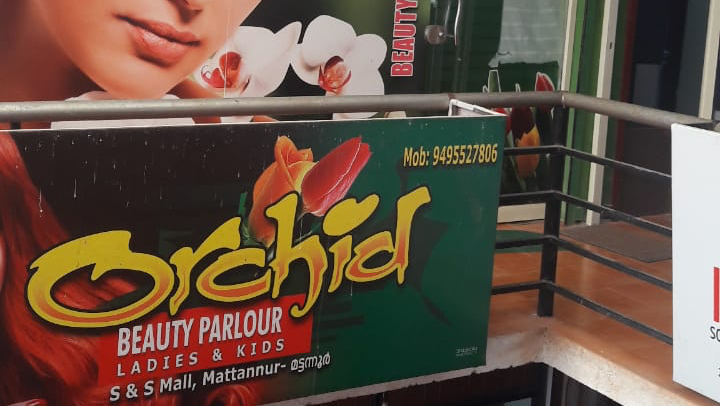 BEAUTY
Mob: 9495527806
orchid
BEAUTY PARLOUR
LADIES & KIDS
S & S Mall, Mattannur- മട്ടന്നൂർ